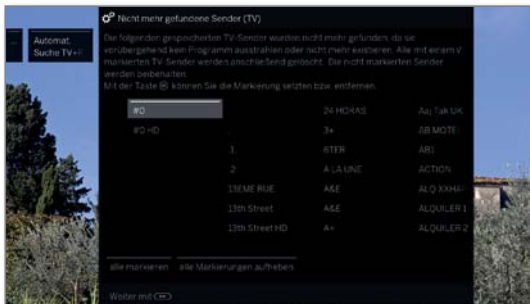 Nicht mehr gefundene Sender (TV)
Automat.
Suche TV+R
Die folgenden gespeicherten TV-Sender wurden nicht mehr gefunden, da sie
vorübergehend kein Programm ausstrahlen oder nicht mehr existieren. Alle mit einem √
markierten TV-Sender werden anschließend gelöscht. Die nicht markierten Sender
werden beibehalten.
Mit der Taste können Sie die Markierung setzten bzw. entfernen.
#0 24 HORAS Aaj Tak UK
#0 HD . 3+ AB MOTE
1 6TER AB1
2 A LA UNE ACTION
13EME RUE A&E ALQ XXHA
13th Street A&E ALQUILER 1
13th Street HD A+ ALQUILER 2
alle markieren alle Markierungen aufheben
Weiter mit